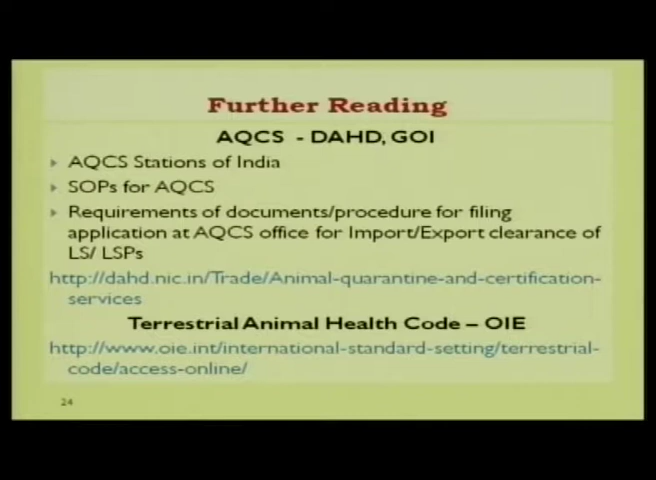 Further Reading
AQCS - DAHD, GOI
AQCS Stations of India
SOPs for AQCS
Requirements of documents/procedure for filing
application at AQCS office for Import/Export clearance of
LS/ LSPs
http://dahd.nic.in/Trade/Animal-quarantine-and-certification-
services
Terrestrial Animal Health Code – OIE
http://www.oie.int/international-standard-setting/terrestrial-
code/access-online/
24